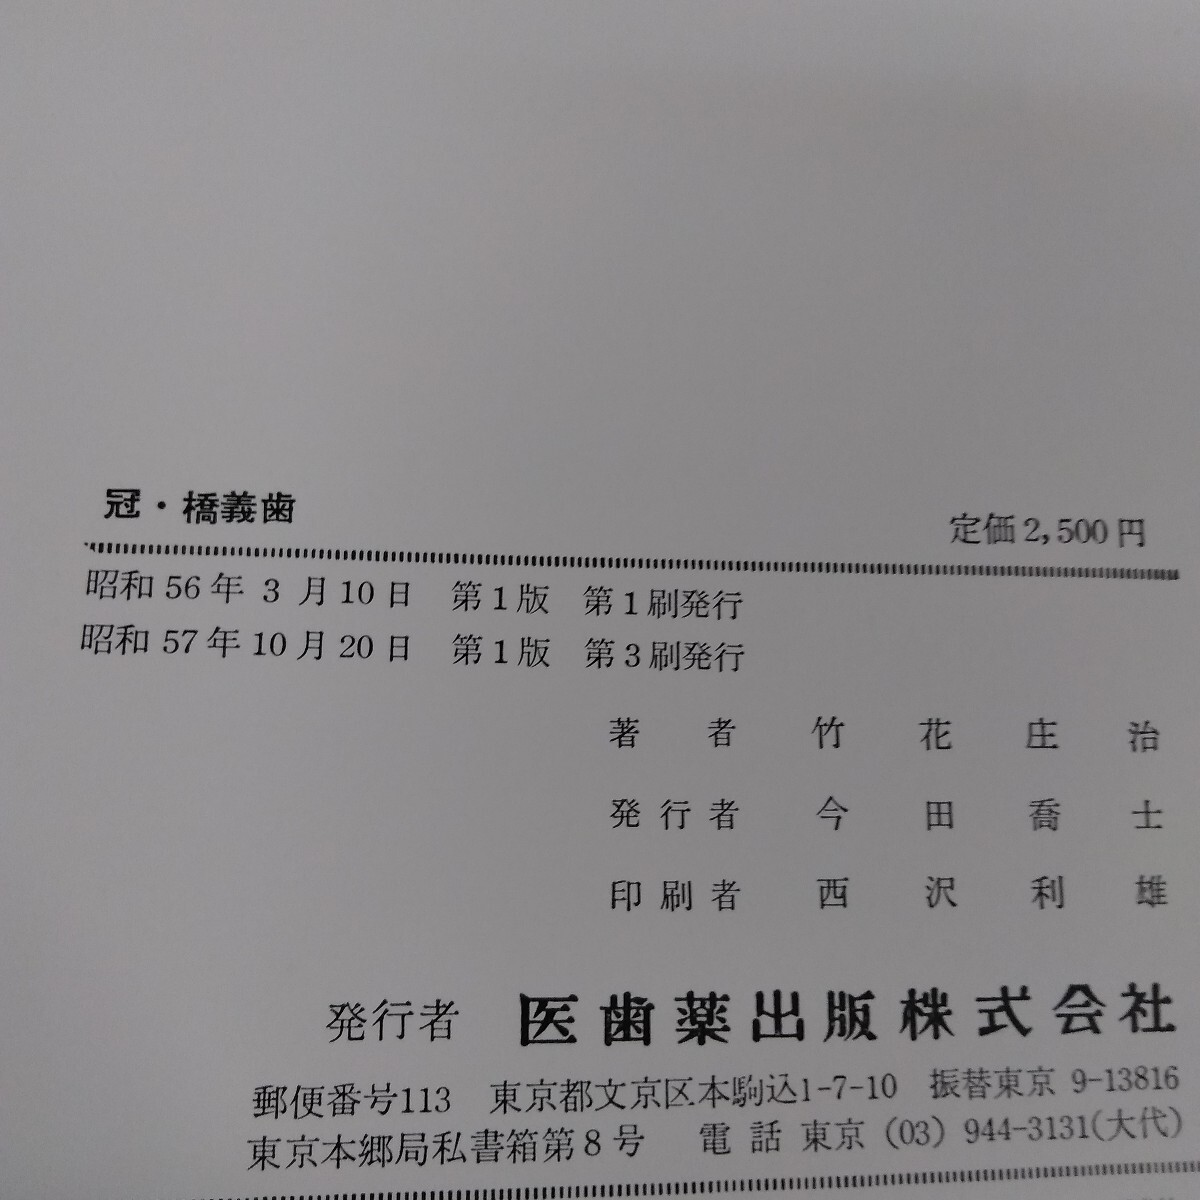 冠・橋義歯
定価2,500円
昭和56年 3 月10日 第1版 第1刷発行
昭和57年10月20日 第1版 第3刷発行
著者 竹花庄治
発行者 今田喬士
印刷者 西沢利雄
発行者 医歯薬出版株式会社
郵便番号113 東京都文京区本駒込1-7-10 振替東京 9-13816
東京本郷局私書箱第8号 電話 東京 (03) 944-3131(大代)